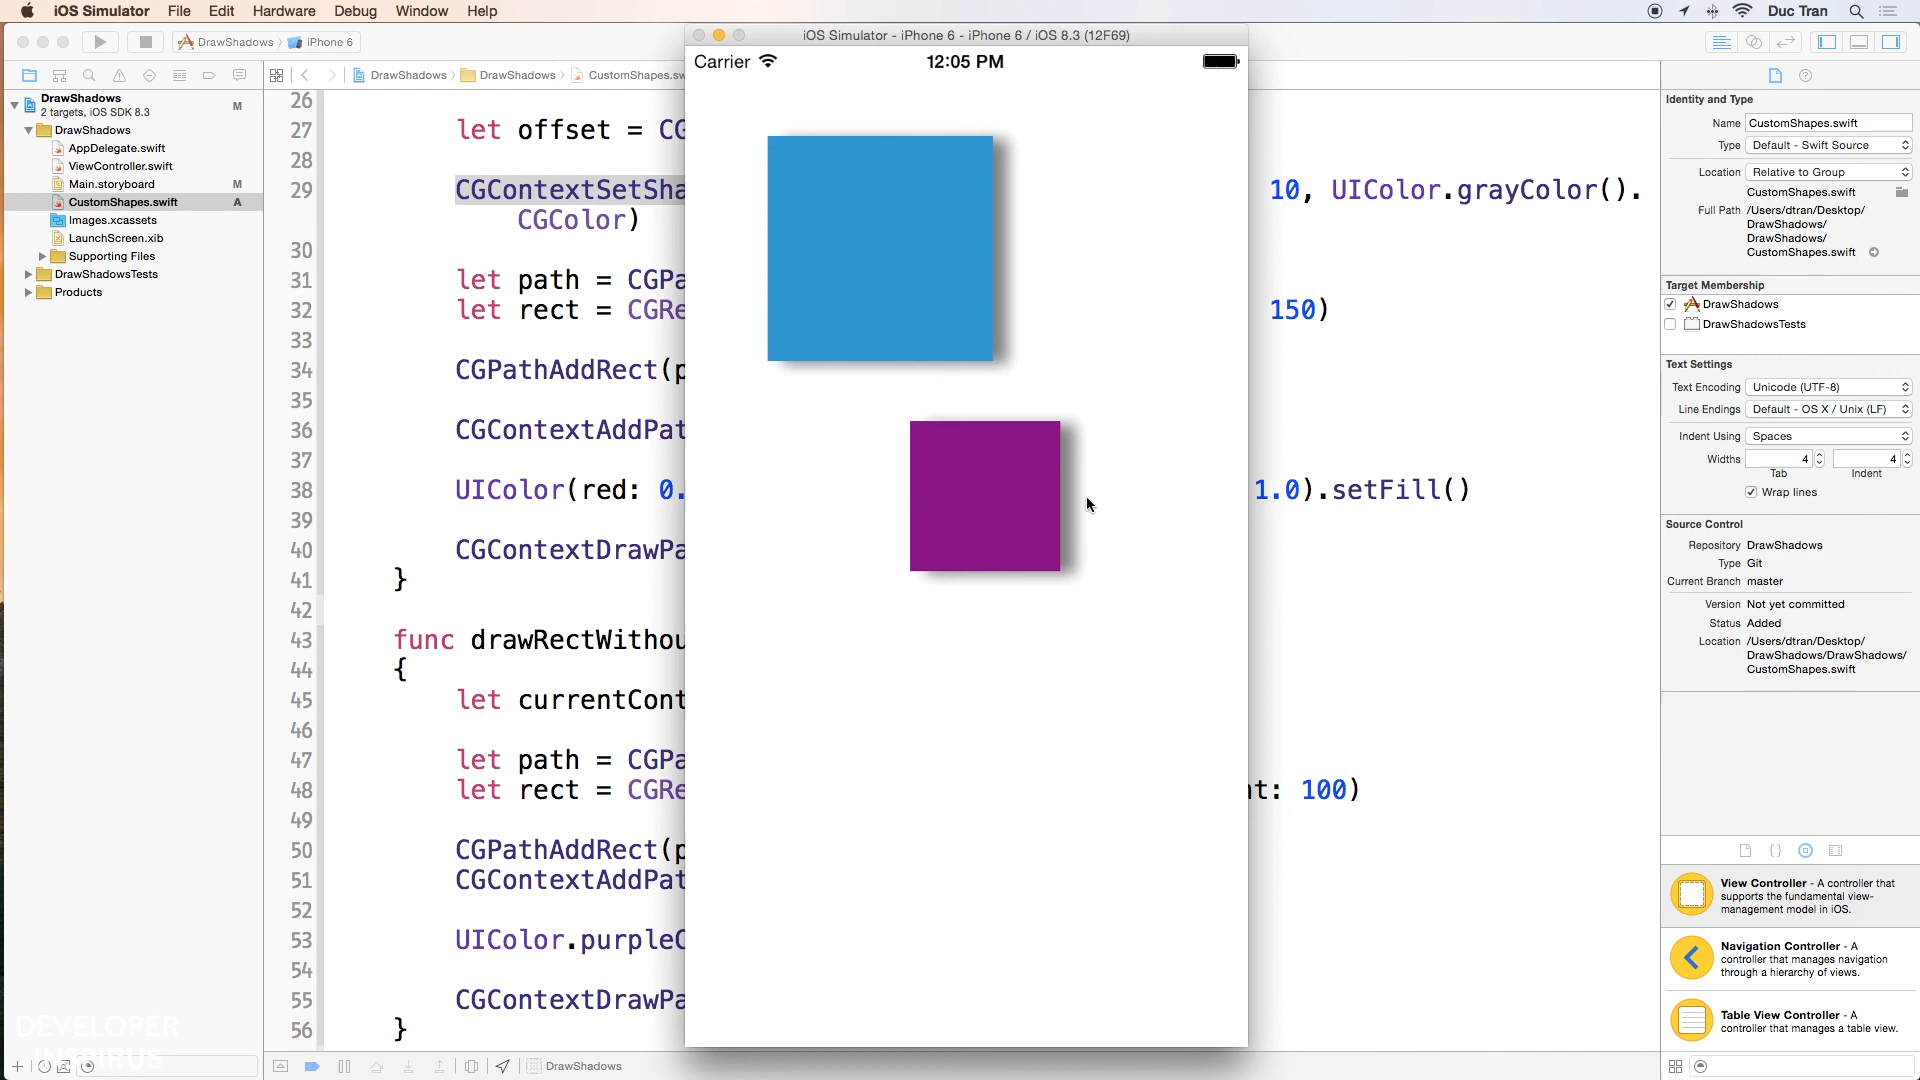 iOS Simulator File Edit Hardware Debug Window Help Duc Tran
DrawShadows iPhone 6
iOS Simulator - iPhone 6 - iPhone 6 / iOS 8.3 (12F69)
Carrier 12:05 PM
DrawShadows DrawShadows CustomShapes.sw
DrawShadows M
2 targets, iOS SDK 8.3
DrawShadows
AppDelegate.swift
ViewController.swift
Main.storyboard M
CustomShapes.swift A
Images.xcassets
LaunchScreen.xib
Supporting Files
DrawShadowsTests
Products
26
27 let offset = CG
28
29 CGContextSetSha 10, UIColor.grayColor().
CGColor)
30
31 let path = CGPa
32 let rect = CGRe 150)
33
34 CGPathAddRect(p
35
36 CGContextAddPat
37
38 UIColor(red: 0. 1.0).setFill()
39
40 CGContextDrawPa
41 }
42
43 func drawRectWithou
44 {
45 let currentCont
46
47 let path = CGPa
48 let rect = CGRe ht: 100)
49
50 CGPathAddRect(p
51 CGContextAddPat
52
53 UIColor.purpleC
54
55 CGContextDrawPa
56 }
DrawShadows
DEVELOPER
INSPIRUS
Identity and Type
Name CustomShapes.swift
Type Default - Swift Source
Location Relative to Group
CustomShapes.swift
Full Path /Users/dtran/Desktop/
DrawShadows/
DrawShadows/
CustomShapes.swift
Target Membership
DrawShadows
DrawShadowsTests
Text Settings
Text Encoding Unicode (UTF-8)
Line Endings Default - OS X / Unix (LF)
Indent Using Spaces
Widths 4 4
Tab Indent
Wrap lines
Source Control
Repository DrawShadows
Type Git
Current Branch master
Version Not yet committed
Status Added
Location /Users/dtran/Desktop/
DrawShadows/DrawShadows/
CustomShapes.swift
View Controller - A controller that
supports the fundamental view-
management model in iOS.
Navigation Controller - A
controller that manages navigation
through a hierarchy of views.
Table View Controller - A
controller that manages a table view.